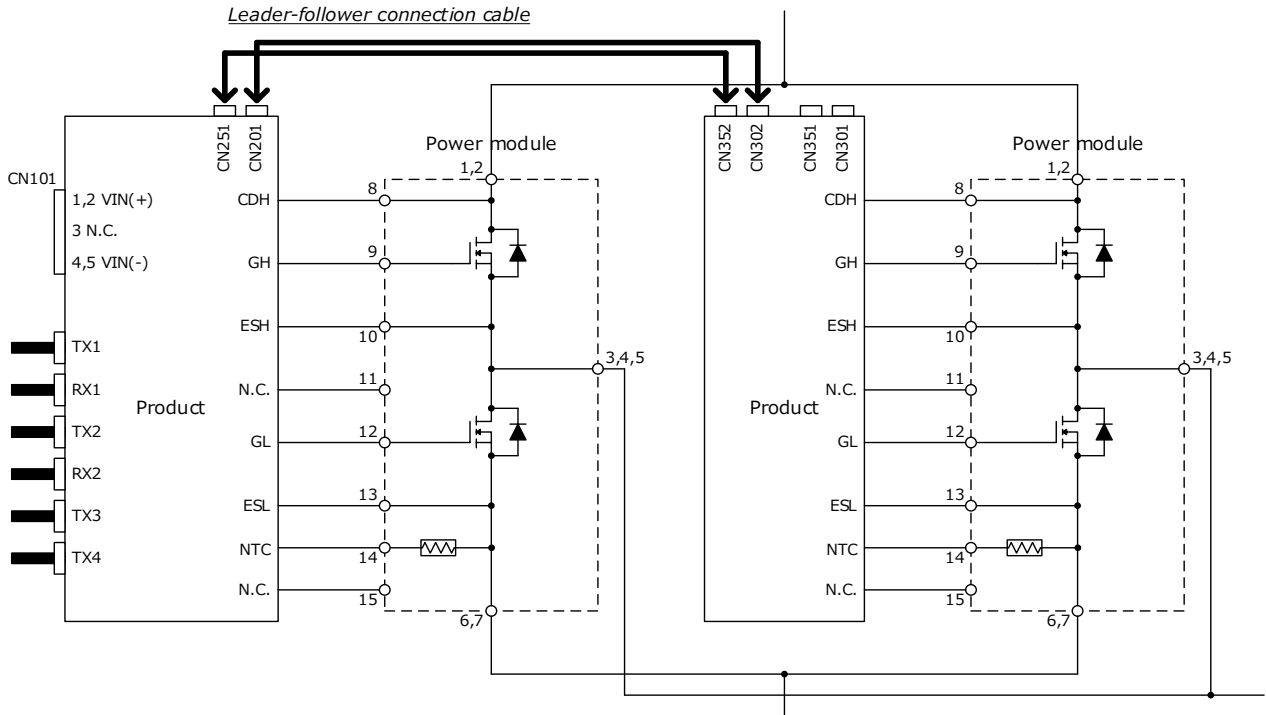 Leader-follower connection cable
CN251
CN201
CN352
CN302
CN351
CN301
CN101
1,2 VIN(+)
3 N.C.
4,5 VIN(-)
TX1
RX1
TX2
RX2
TX3
TX4
Product
CDH
GH
ESH
N.C.
GL
ESL
NTC
N.C.
Power module
1,2
8
9
10
11
12
13
14
15
3,4,5
6,7
Product
CDH
GH
ESH
N.C.
GL
ESL
NTC
N.C.
Power module
1,2
8
9
10
11
12
13
14
15
3,4,5
6,7